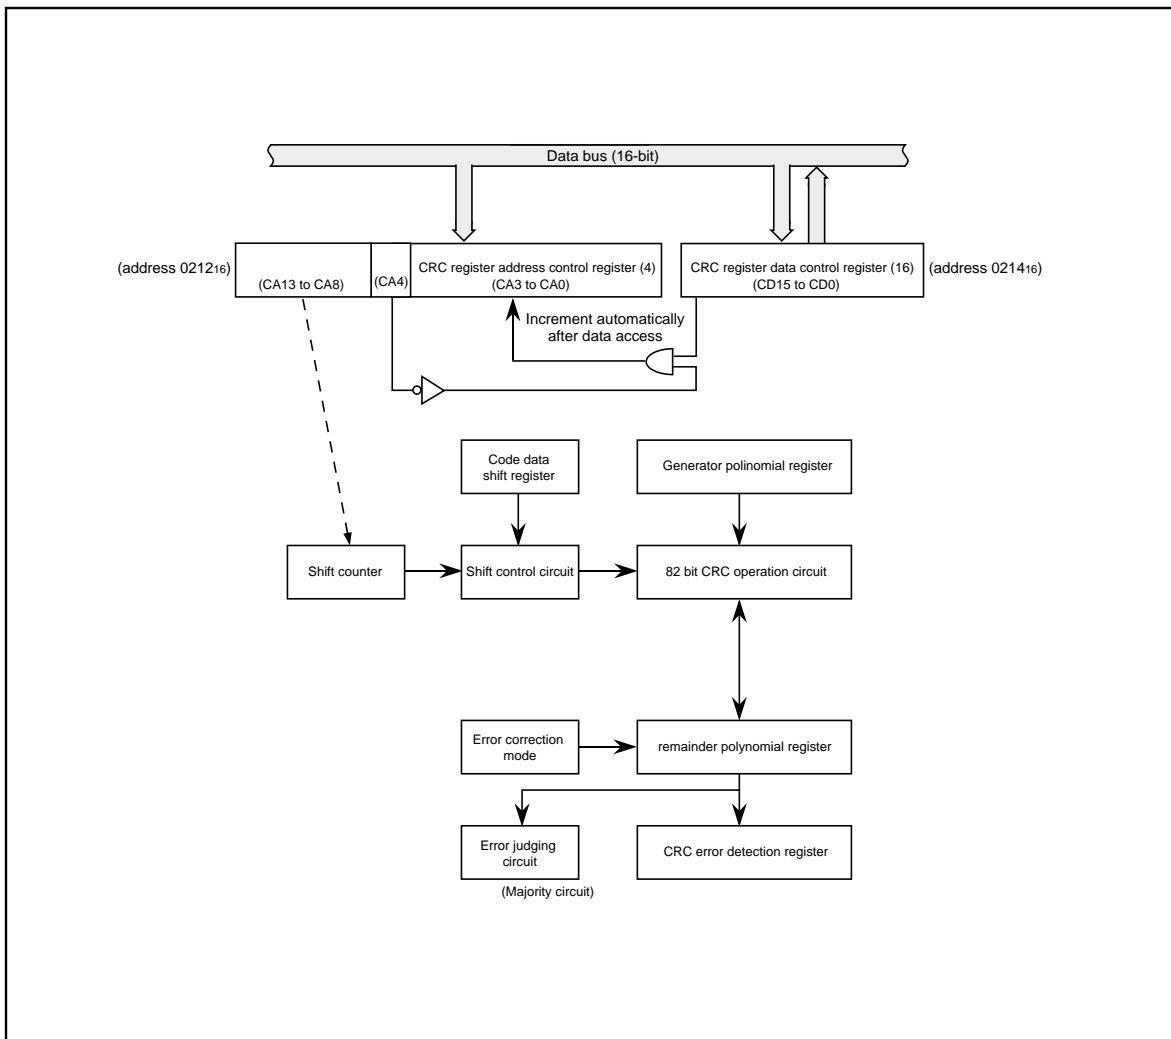 Data bus (16-bit)
(address 021216)
(CA13 to CA8)
(CA4)
CRC register address control register (4)
(CA3 to CA0)
CRC register data control register (16)
(CD15 to CD0)
(address 021416)
Increment automatically
after data access
Code data
shift register
Generator polinomial register
Shift counter
Shift control circuit
82 bit CRC operation circuit
Error correction
mode
remainder polynomial register
Error judging
circuit
(Majority circuit)
CRC error detection register